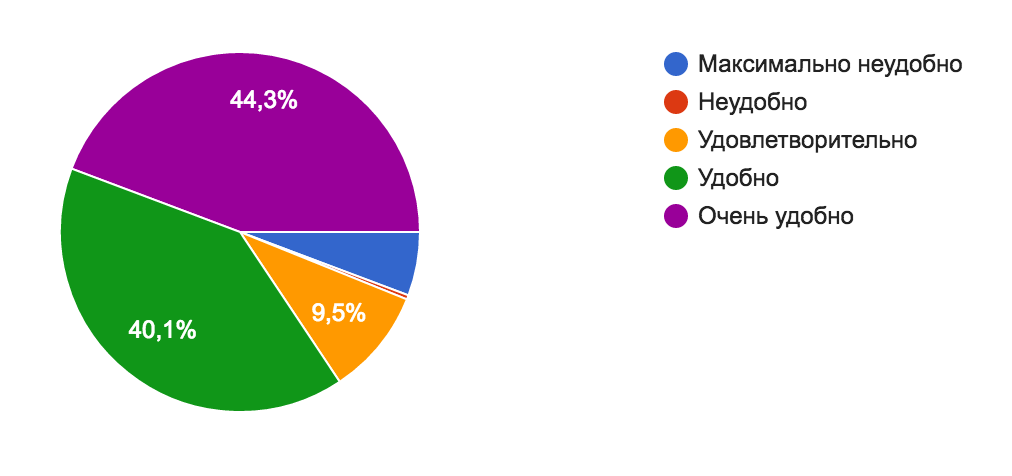 44,3%
40,1%
9,5%
Максимально неудобно
Неудобно
Удовлетворительно
Удобно
Очень удобно